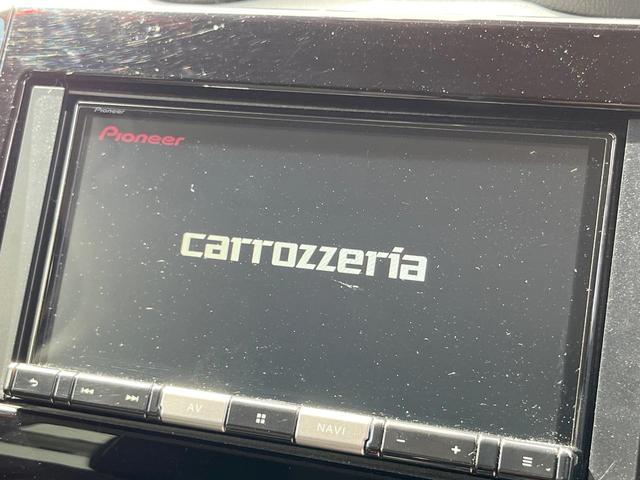 Pioneer
Pioneer
carrozzeria
AV
NAVI
− +